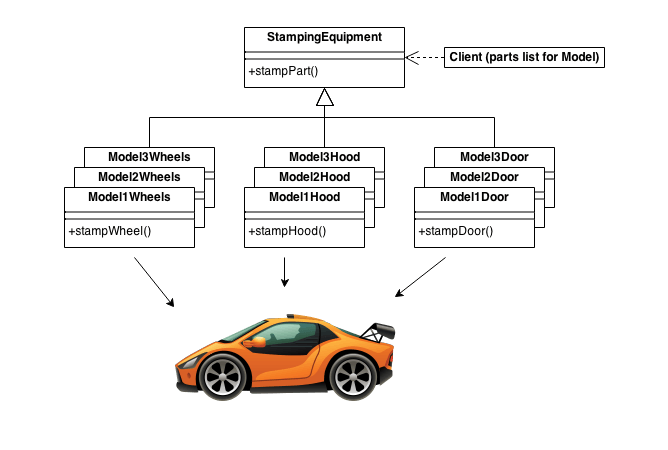 StampingEquipment
+stampPart()
Client (parts list for Model)
Model3Wheels
Model2Wheels
Model1Wheels
+stampWheel()
Model3Hood
Model2Hood
Model1Hood
+stampHood()
Model3Door
Model2Door
Model1Door
+stampDoor()